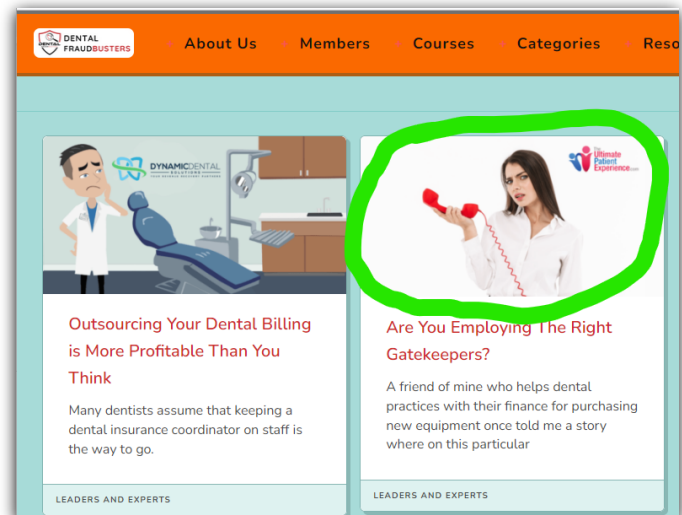 DENTAL
FRAUDBUSTERS
About Us
Members
Courses
Categories
Reso
DYNAMICDENTAL
SOLUTIONS
The
Ultimate
Patient
Experience.com
Outsourcing Your Dental Billing
is More Profitable Than You
Think
Many dentists assume that keeping a
dental insurance coordinator on staff is
the way to go.
LEADERS AND EXPERTS
Are You Employing The Right
Gatekeepers?
A friend of mine who helps dental
practices with their finance for purchasing
new equipment once told me a story
where on this particular
LEADERS AND EXPERTS